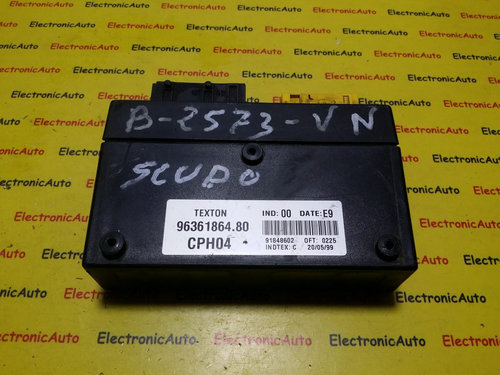 B-2573-VN
SCUDO
TEXTON
IND: 00 DATE: E9
96361864.80
CPH04
91848602 OFT: 0225
INDTEX: C 20/05/99
ElectronicAuto